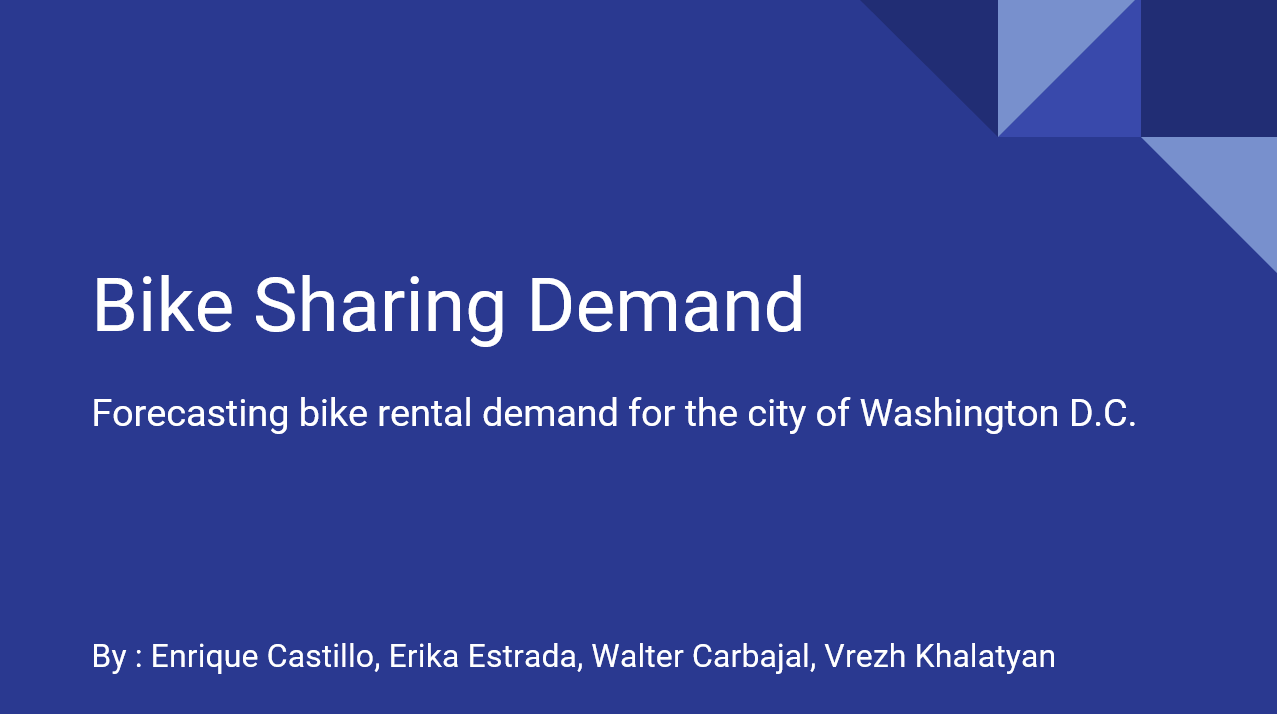 Bike Sharing Demand
Forecasting bike rental demand for the city of Washington D.C.
By : Enrique Castillo, Erika Estrada, Walter Carbajal, Vrezh Khalatyan